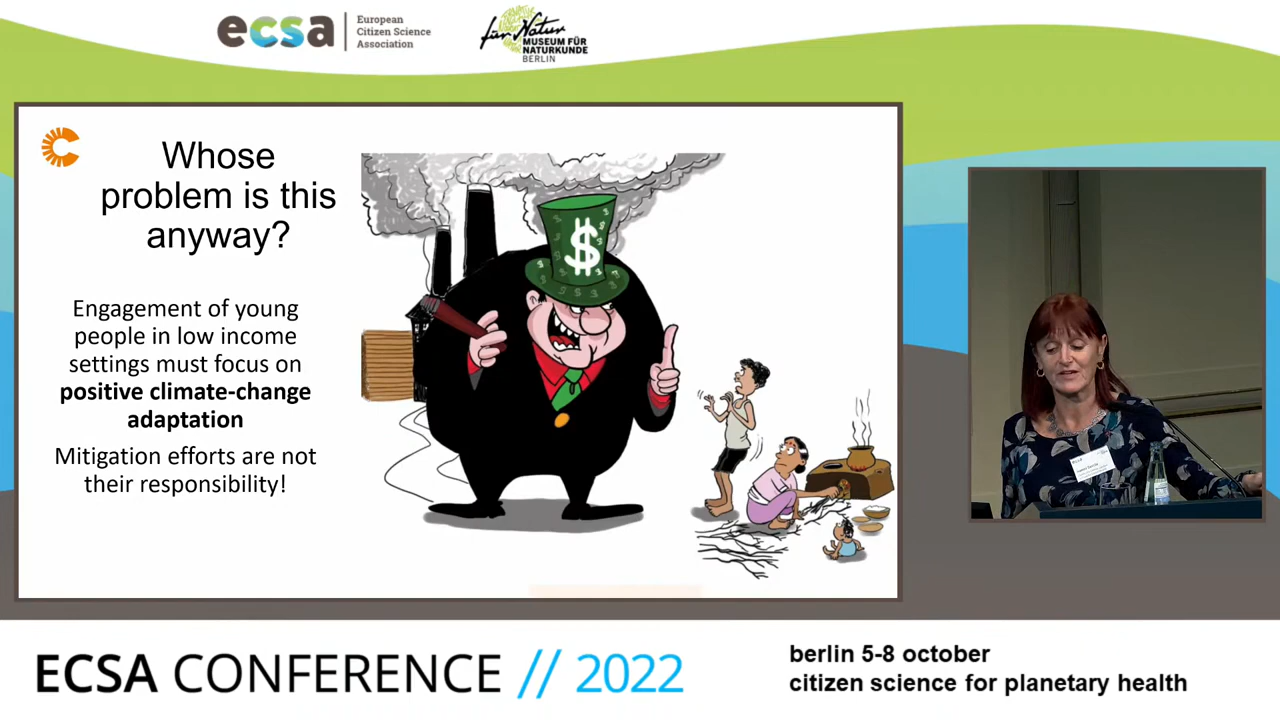 ecsa
European
Citizen Science
Association
für Natur
MUSEUM FÜR
NATURKUNDE
BERLIN
Whose
problem is this
anyway?
Engagement of young
people in low income
settings must focus on
positive climate-change
adaptation
Mitigation efforts are not
their responsibility!
$
ecsa
ECSA CONFERENCE // 2022
berlin 5-8 october
citizen science for planetary health